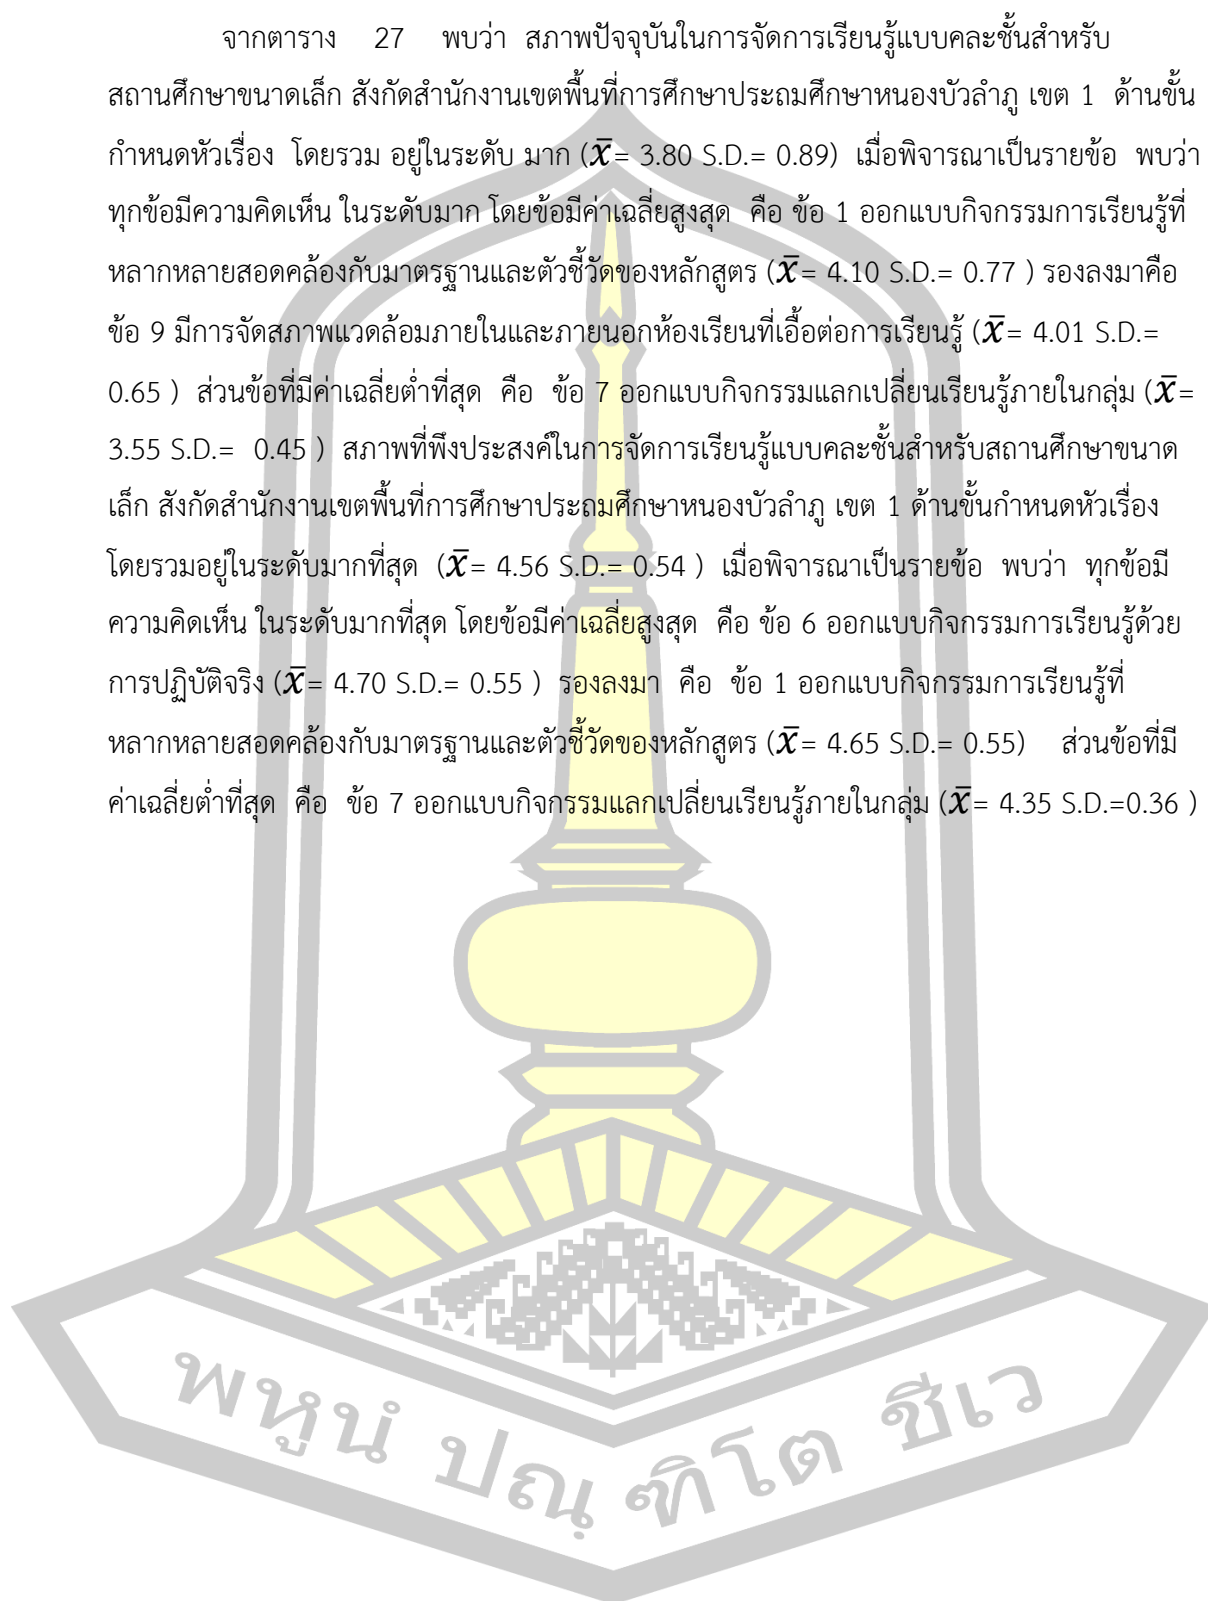 จากตาราง 27 พบว่า สภาพปัจจุบันในการจัดการเรียนรู้แบบคละชั้นสำหรับ
สถานศึกษาขนาดเล็ก สังกัดสำนักงานเขตพื้นที่การศึกษาประถมศึกษาหนองบัวลำภู เขต 1 ด้านขั้น
กำหนดหัวเรื่อง โดยรวม อยู่ในระดับ มาก (x̄= 3.80 S.D.= 0.89) เมื่อพิจารณาเป็นรายข้อ พบว่า
ทุกข้อมีความคิดเห็น ในระดับมาก โดยข้อมีค่าเฉลี่ยสูงสุด คือ ข้อ 1 ออกแบบกิจกรรมการเรียนรู้ที่
หลากหลายสอดคล้องกับมาตรฐานและตัวชี้วัดของหลักสูตร (x̄= 4.10 S.D.= 0.77 ) รองลงมาคือ
ข้อ 9 มีการจัดสภาพแวดล้อมภายในและภายนอกห้องเรียนที่เอื้อต่อการเรียนรู้ (x̄= 4.01 S.D.=
0.65 ) ส่วนข้อที่มีค่าเฉลี่ยต่ำที่สุด คือ ข้อ 7 ออกแบบกิจกรรมแลกเปลี่ยนเรียนรู้ภายในกลุ่ม (x̄=
3.55 S.D.= 0.45 ) สภาพที่พึงประสงค์ในการจัดการเรียนรู้แบบคละชั้นสำหรับสถานศึกษาขนาด
เล็ก สังกัดสำนักงานเขตพื้นที่การศึกษาประถมศึกษาหนองบัวลำภู เขต 1 ด้านขั้นกำหนดหัวเรื่อง
โดยรวมอยู่ในระดับมากที่สุด (x̄= 4.56 S.D.= 0.54 ) เมื่อพิจารณาเป็นรายข้อ พบว่า ทุกข้อมี
ความคิดเห็น ในระดับมากที่สุด โดยข้อมีค่าเฉลี่ยสูงสุด คือ ข้อ 6 ออกแบบกิจกรรมการเรียนรู้ด้วย
การปฏิบัติจริง (x̄= 4.70 S.D.= 0.55 ) รองลงมา คือ ข้อ 1 ออกแบบกิจกรรมการเรียนรู้ที่
หลากหลายสอดคล้องกับมาตรฐานและตัวชี้วัดของหลักสูตร (x̄= 4.65 S.D.= 0.55) ส่วนข้อที่มี
ค่าเฉลี่ยต่ำที่สุด คือ ข้อ 7 ออกแบบกิจกรรมแลกเปลี่ยนเรียนรู้ภายในกลุ่ม (x̄= 4.35 S.D.=0.36 )
พหูนํ ปณฺฑิโต ชีเว